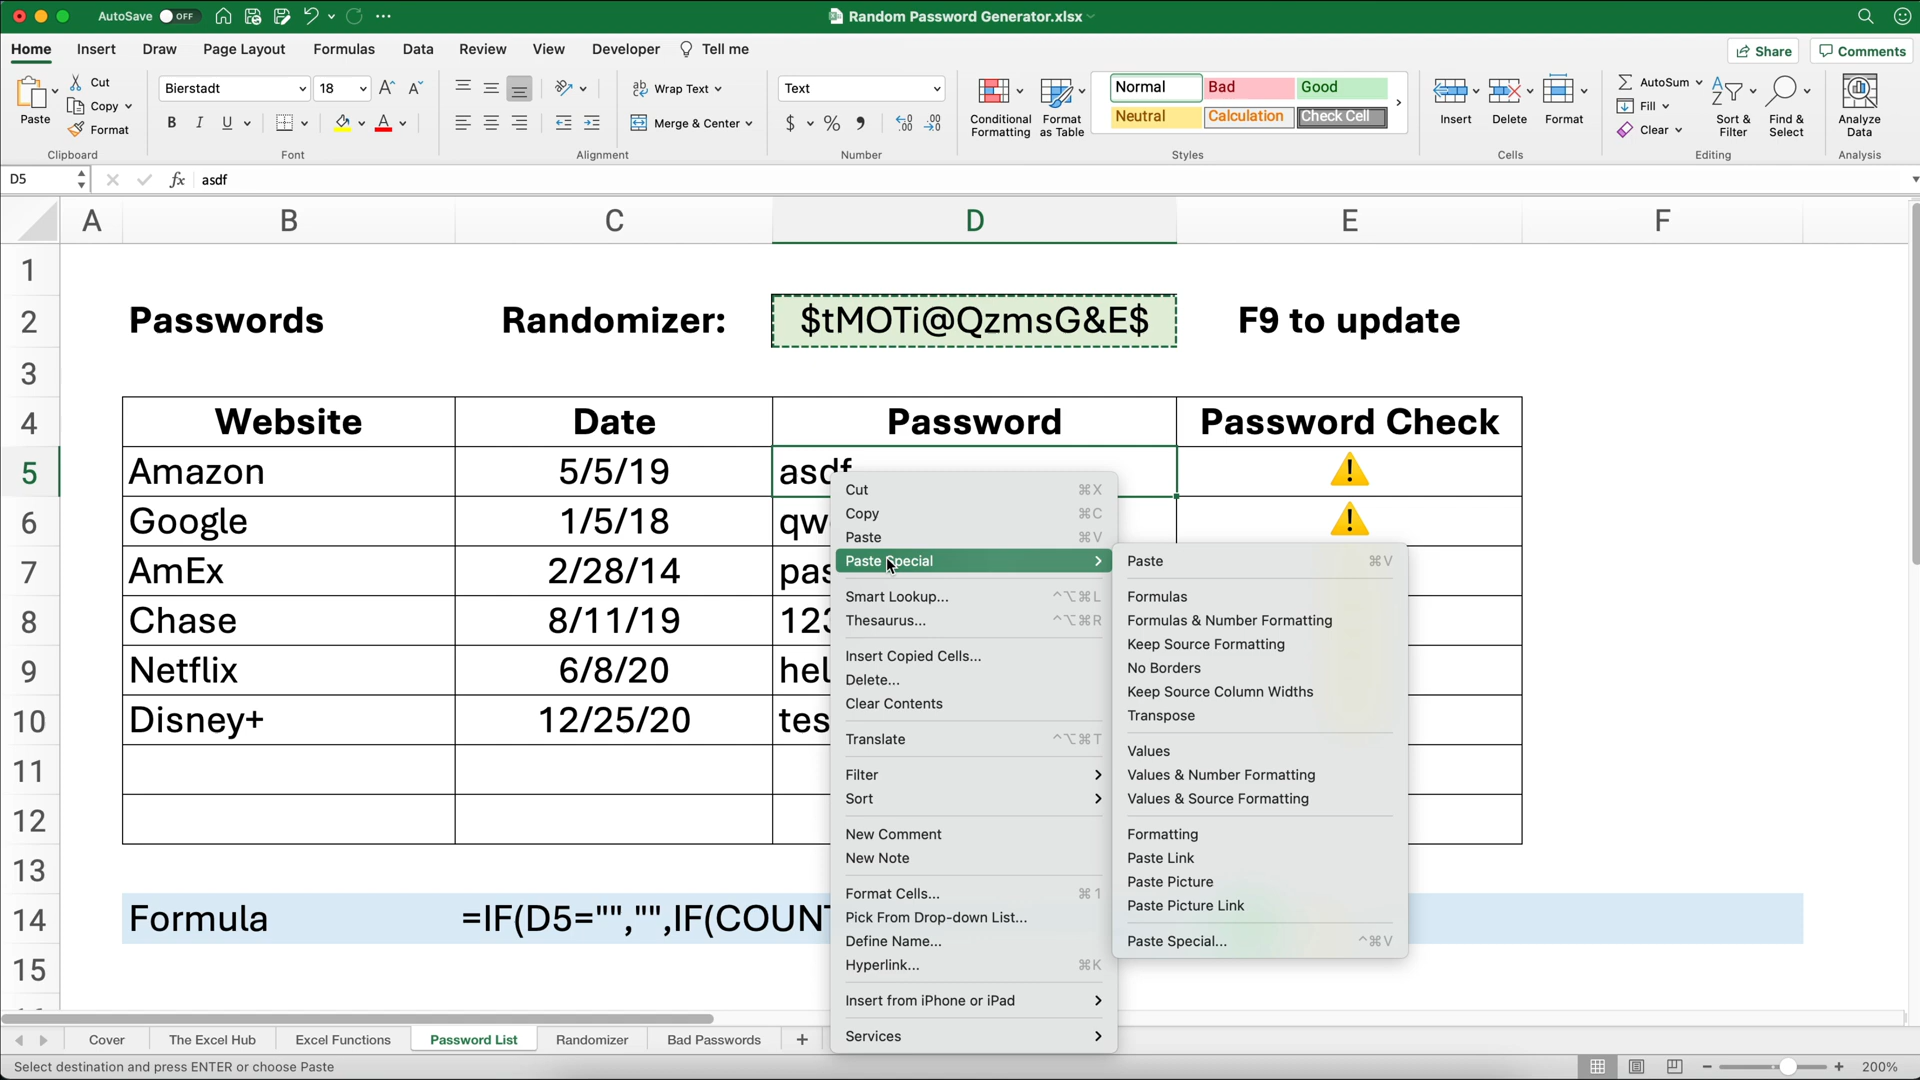 AutoSave OFF
Random Password Generator.xlsx
Home Insert Draw Page Layout Formulas Data Review View Developer Tell me
Share Comments
Paste
Cut
Copy
Format
Clipboard
Bierstadt 18
B I U
Font
Wrap Text
Merge & Center
Alignment
Text
$ % ,
Number
Conditional Formatting
Format as Table
Normal Bad Good
Neutral Calculation Check Cell
Styles
Insert Delete Format
Cells
AutoSum
Fill
Clear
Sort & Filter
Find & Select
Editing
Analyze Data
Analysis
D5 fx asdf
A B C D E F
1
2 Passwords Randomizer: $tMOTi@QzmsG&E$ F9 to update
3
4 Website Date Password Password Check
5 Amazon 5/5/19 asdf
6 Google 1/5/18 qw
7 AmEx 2/28/14 pas
8 Chase 8/11/19 123
9 Netflix 6/8/20 hel
10 Disney+ 12/25/20 tes
11
12
13
14 Formula =IF(D5="","",IF(COUNT
15
Cut ⌘X
Copy ⌘C
Paste ⌘V
Paste Special
Smart Lookup... ^⌥⌘L
Thesaurus... ^⌥⌘R
Insert Copied Cells...
Delete...
Clear Contents
Translate ^⌥⌘T
Filter
Sort
New Comment
New Note
Format Cells... ⌘1
Pick From Drop-down List...
Define Name...
Hyperlink... ⌘K
Insert from iPhone or iPad
Services
Paste ⌘V
Formulas
Formulas & Number Formatting
Keep Source Formatting
No Borders
Keep Source Column Widths
Transpose
Values
Values & Number Formatting
Values & Source Formatting
Formatting
Paste Link
Paste Picture
Paste Picture Link
Paste Special... ^⌘V
Cover The Excel Hub Excel Functions Password List Randomizer Bad Passwords +
Select destination and press ENTER or choose Paste
200%